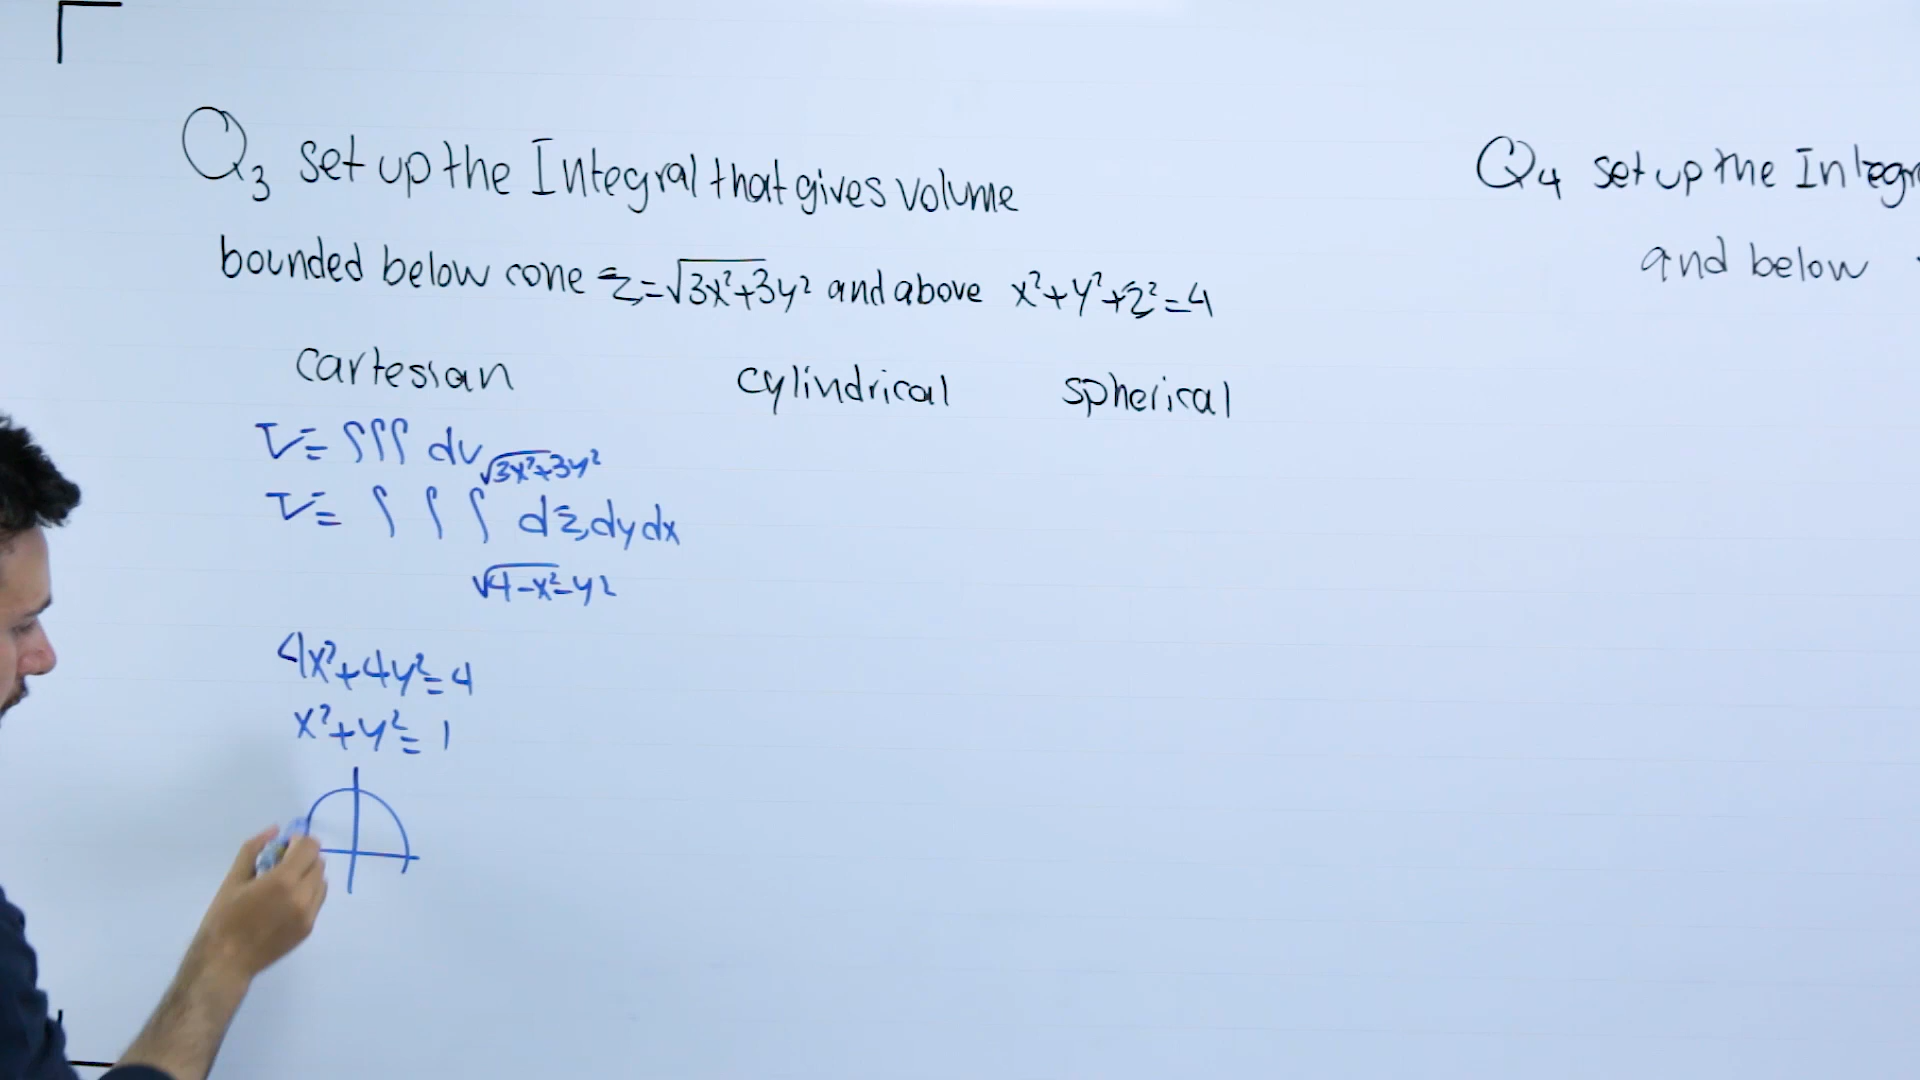 Q3 set up the Integral that gives volume
bounded below cone z=√3x²+3y² and above x²+y²+z²=4
cartessian cylindrical spherical
V= ∫∫∫ dv
√3x²+3y²
V= ∫ ∫ ∫ dz dy dx
√4-x²-y²
4x²+4y²=4
x²+y²=1
Q4 set up the Integr
and below